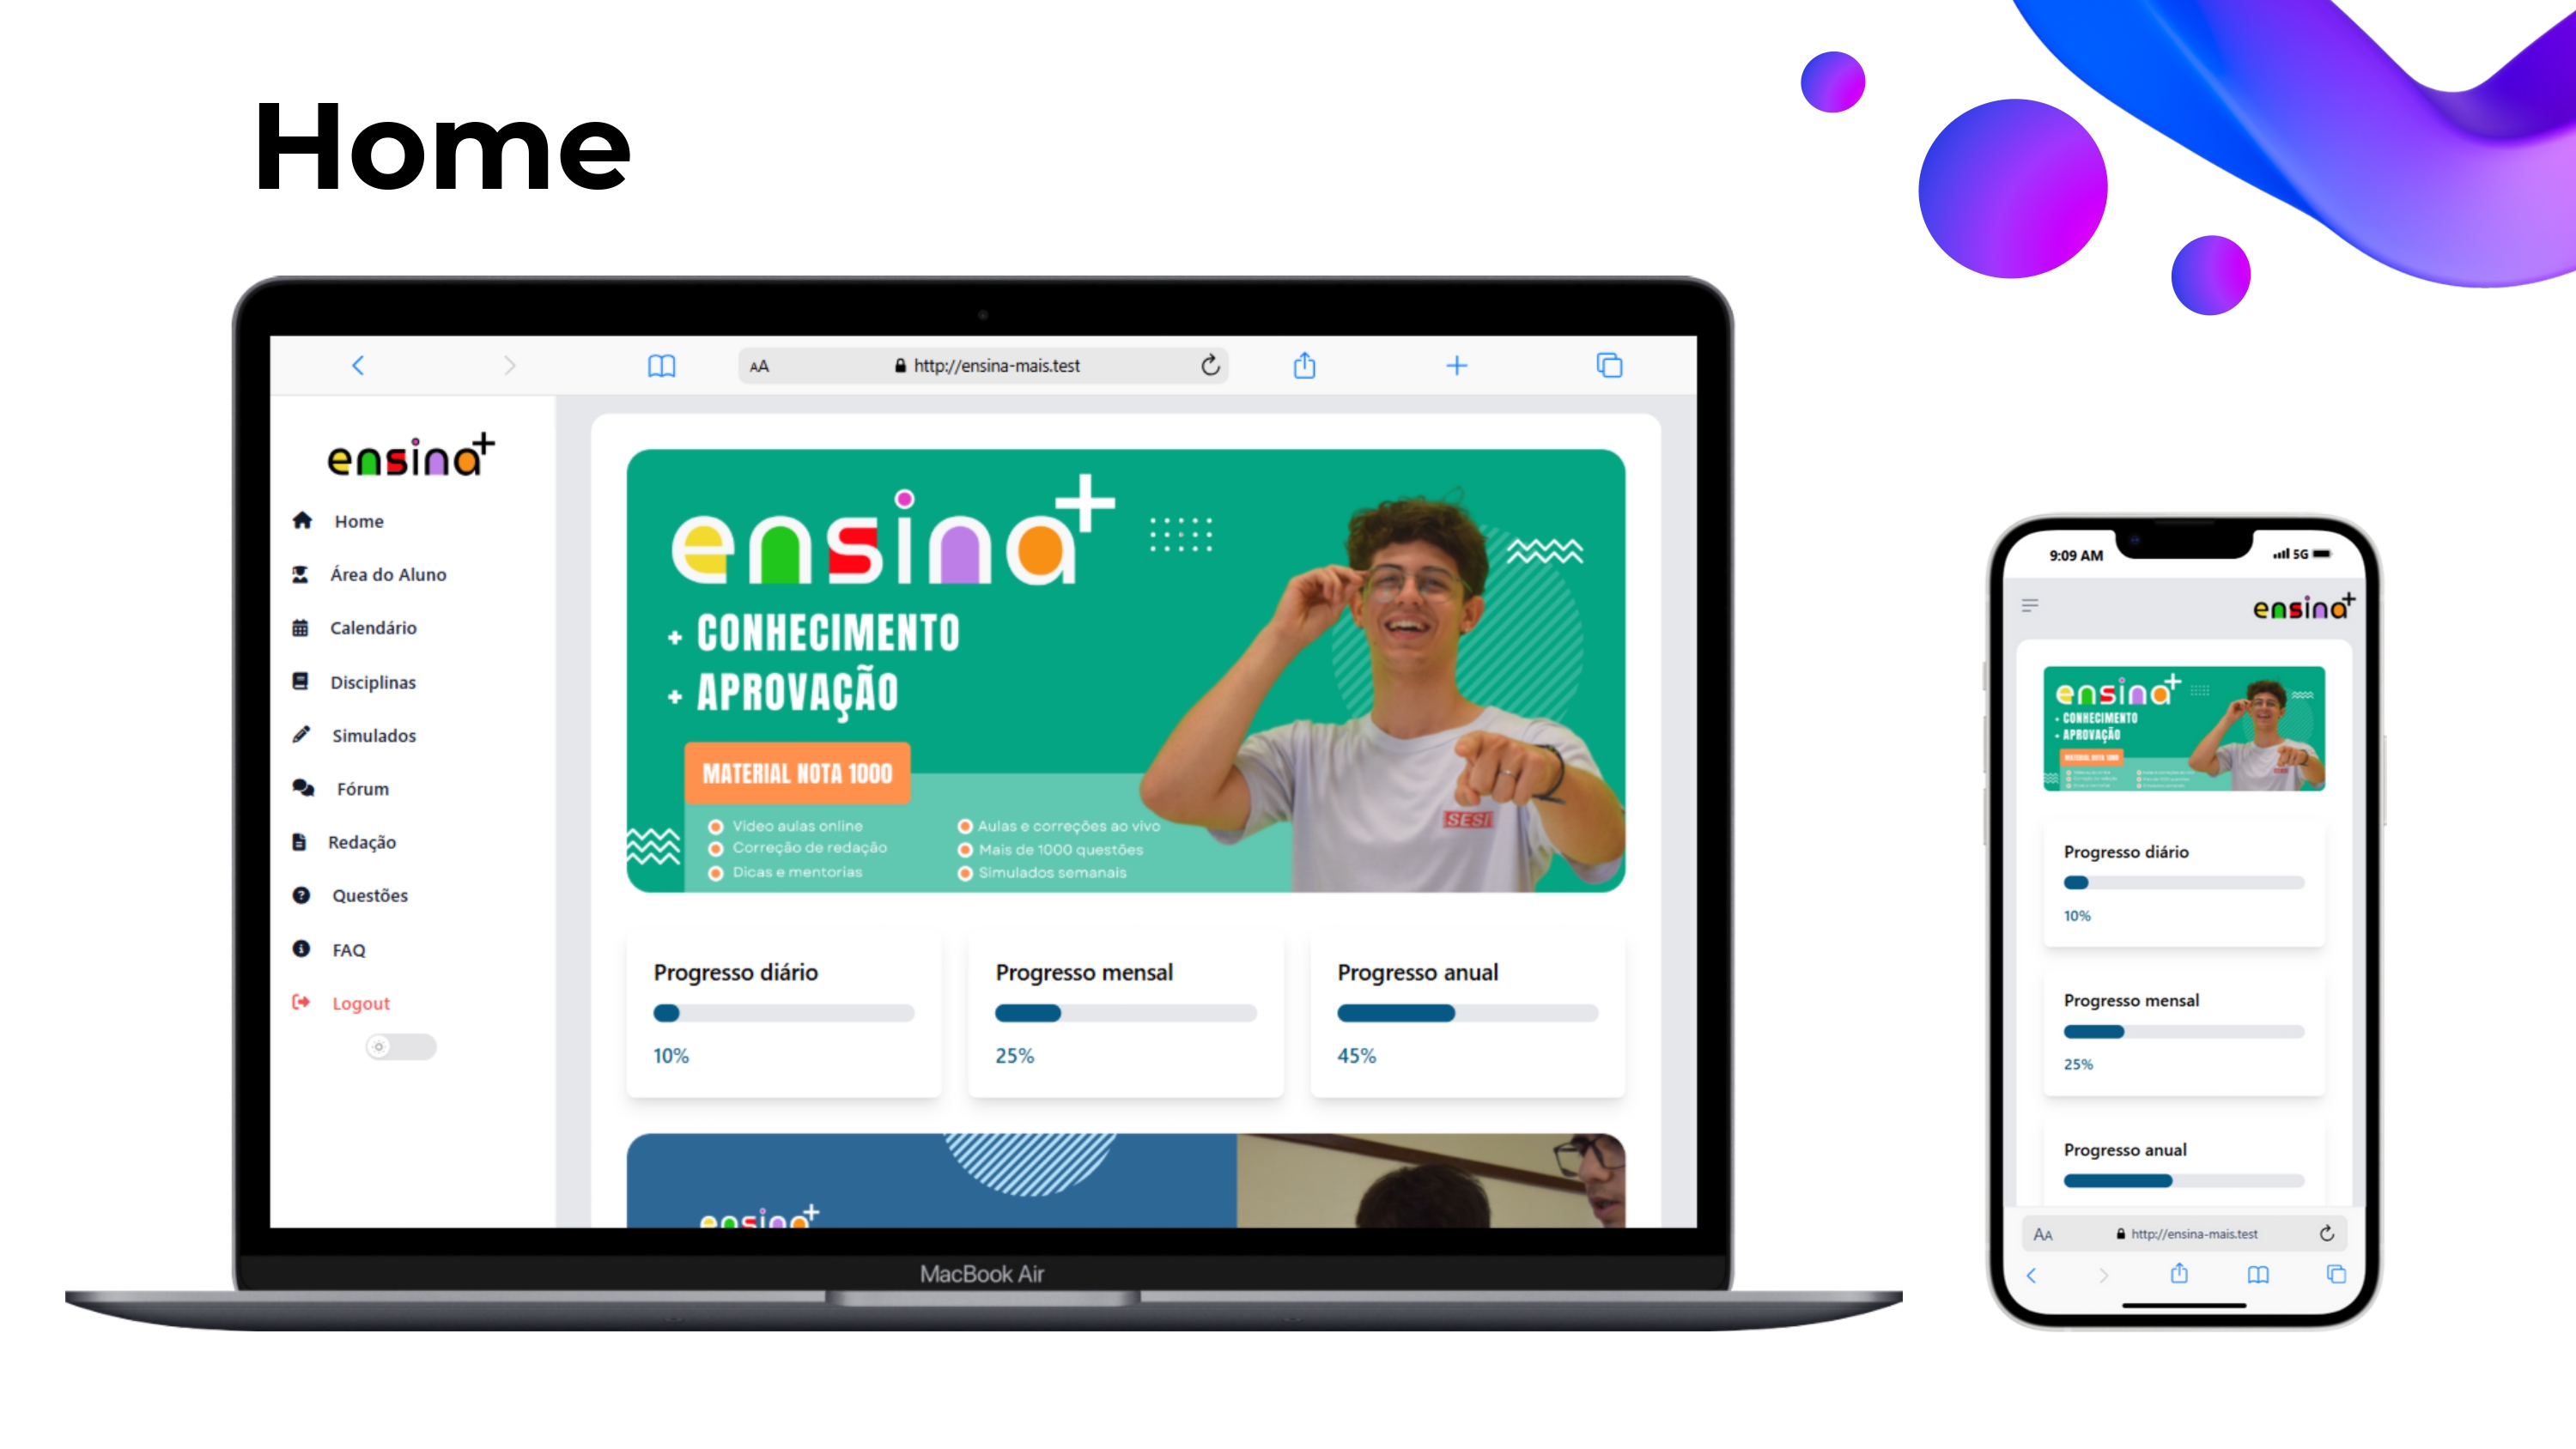 Home
AA
http://ensina-mais.test
ensina+
Home
Área do Aluno
Calendário
Disciplinas
Simulados
Fórum
Redação
Questões
FAQ
Logout
ensina+
+ CONHECIMENTO
+ APROVAÇÃO
MATERIAL NOTA 1000
Video aulas online
Correção de redação
Dicas e mentorias
Aulas e correções ao vivo
Mais de 1000 questões
Simulados semanais
SESI
Progresso diário
10%
Progresso mensal
25%
Progresso anual
45%
ensina+
MacBook Air
9:09 AM
5G
ensina+
ensina+
+ CONHECIMENTO
+ APROVAÇÃO
MATERIAL NOTA 1000
Progresso diário
10%
Progresso mensal
25%
Progresso anual
AA
http://ensina-mais.test